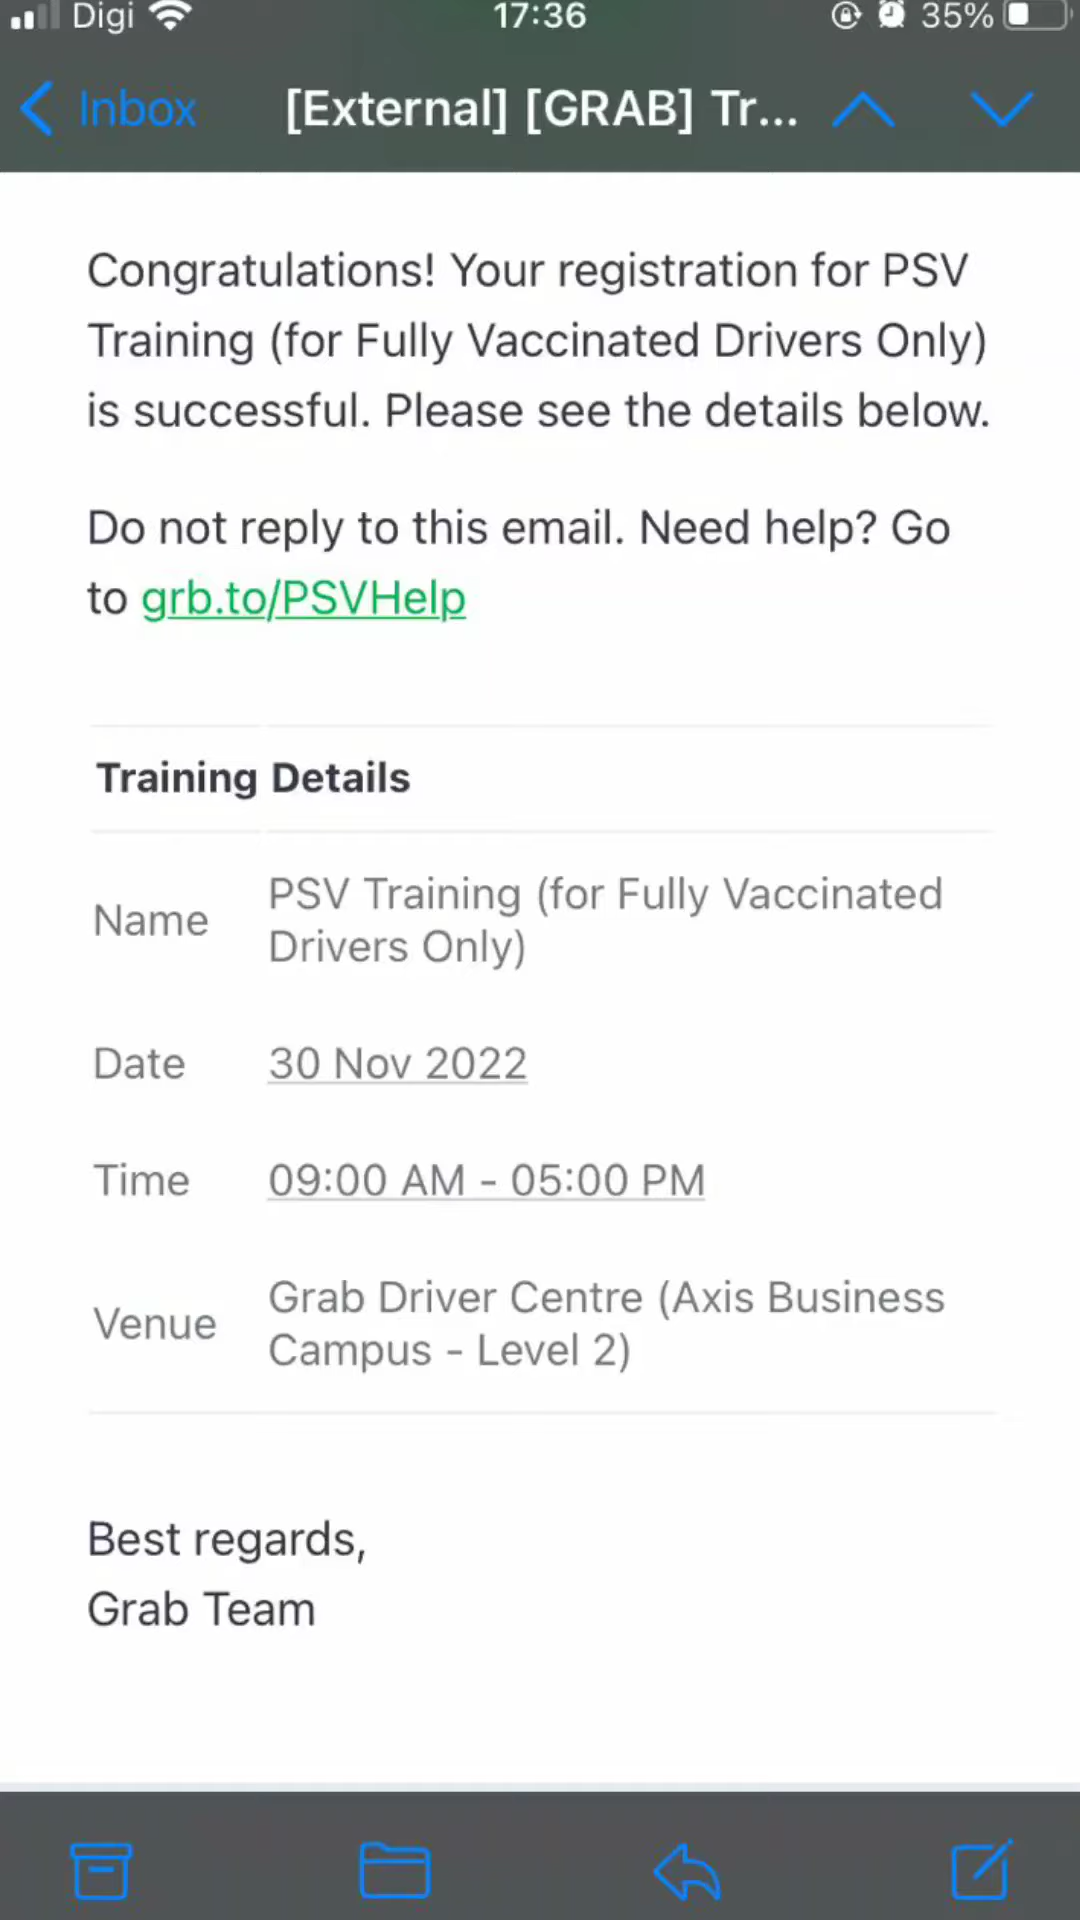 Digi 17:36 35%
Inbox [External] [GRAB] Tr...
Congratulations! Your registration for PSV
Training (for Fully Vaccinated Drivers Only)
is successful. Please see the details below.
Do not reply to this email. Need help? Go
to grb.to/PSVHelp
Training Details
Name PSV Training (for Fully Vaccinated
Drivers Only)
Date 30 Nov 2022
Time 09:00 AM - 05:00 PM
Venue Grab Driver Centre (Axis Business
Campus - Level 2)
Best regards,
Grab Team